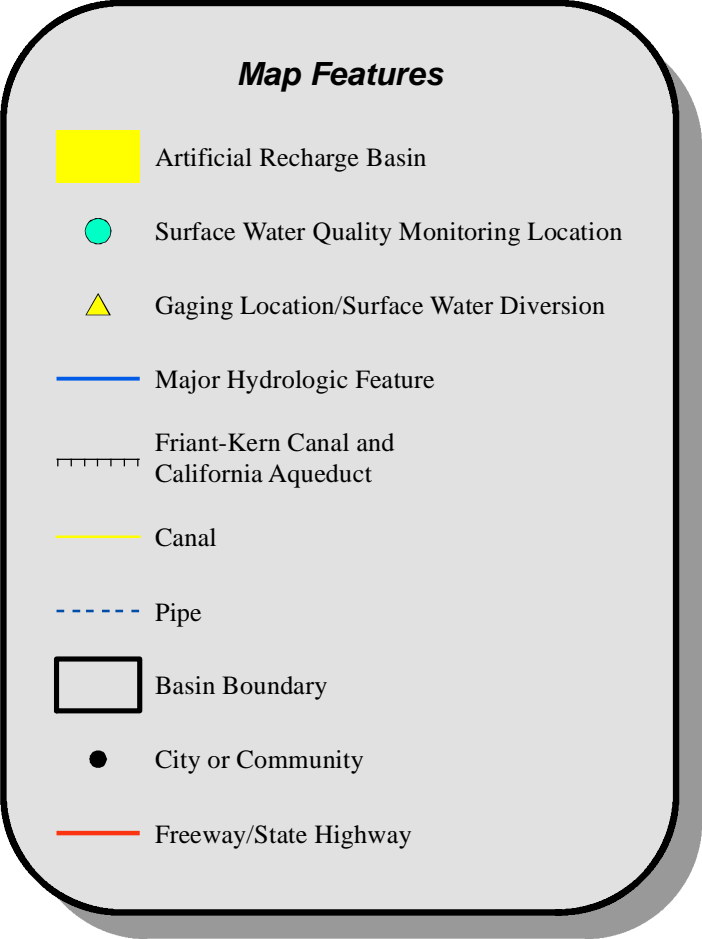 Map Features
Artificial Recharge Basin
Surface Water Quality Monitoring Location
Gaging Location/Surface Water Diversion
Major Hydrologic Feature
Friant-Kern Canal and
California Aqueduct
Canal
Pipe
Basin Boundary
City or Community
Freeway/State Highway